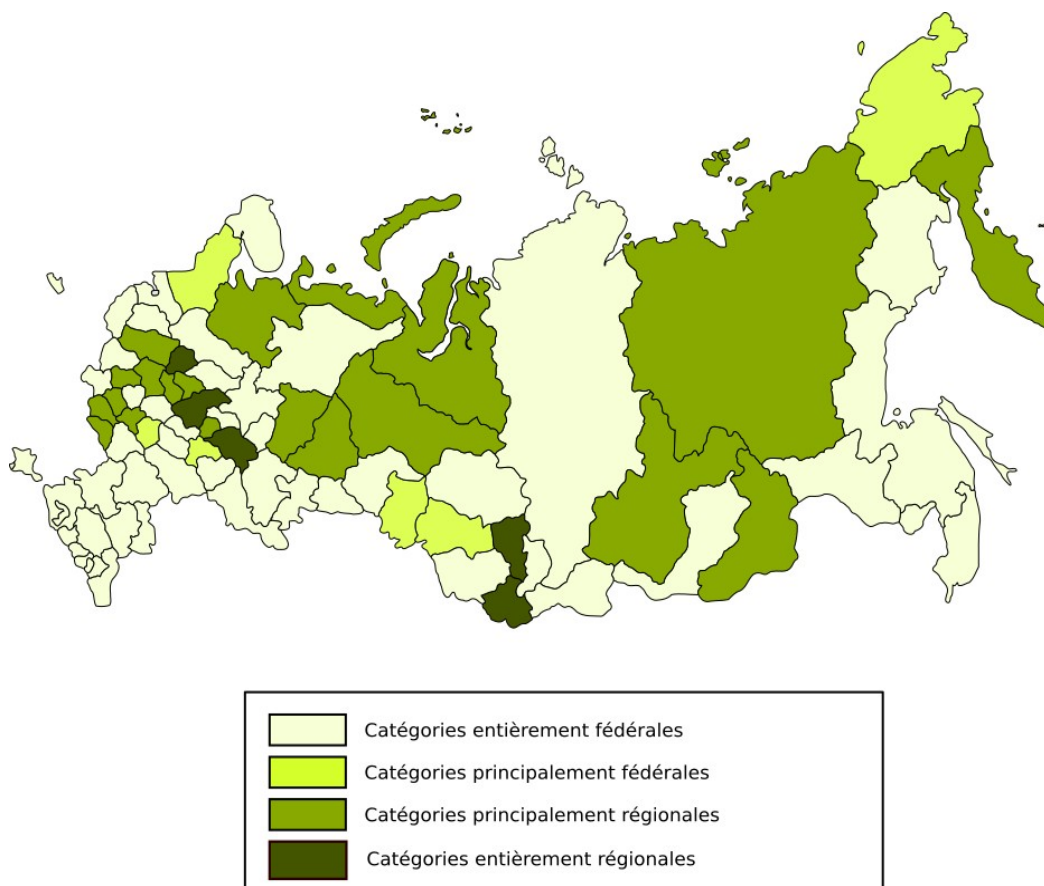 Catégories entièrement fédérales
Catégories principalement fédérales
Catégories principalement régionales
Catégories entièrement régionales